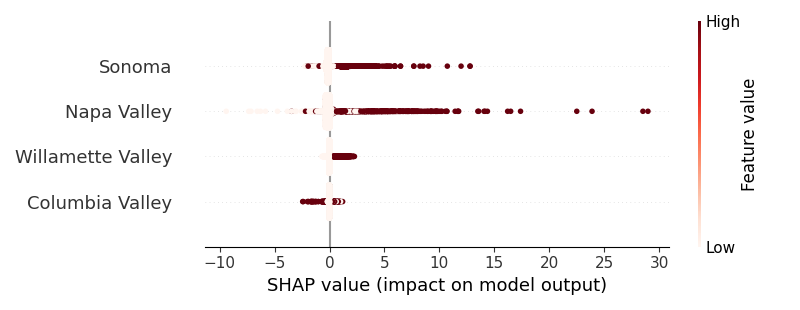 High
Sonoma
Napa Valley
Willamette Valley
Columbia Valley
Feature value
Low
−10 −5 0 5 10 15 20 25 30
SHAP value (impact on model output)